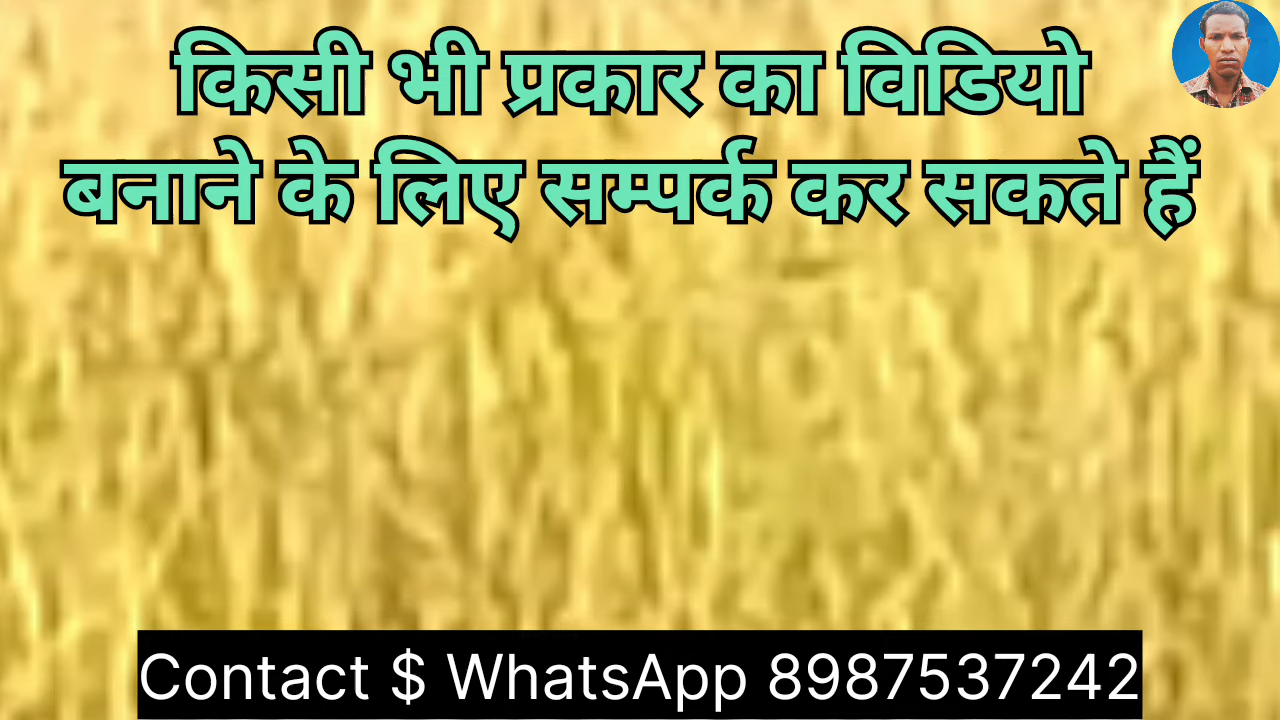 किसी भी प्रकार का विडियो
बनाने के लिए सम्पर्क कर सकते हैं
Contact $ WhatsApp 8987537242